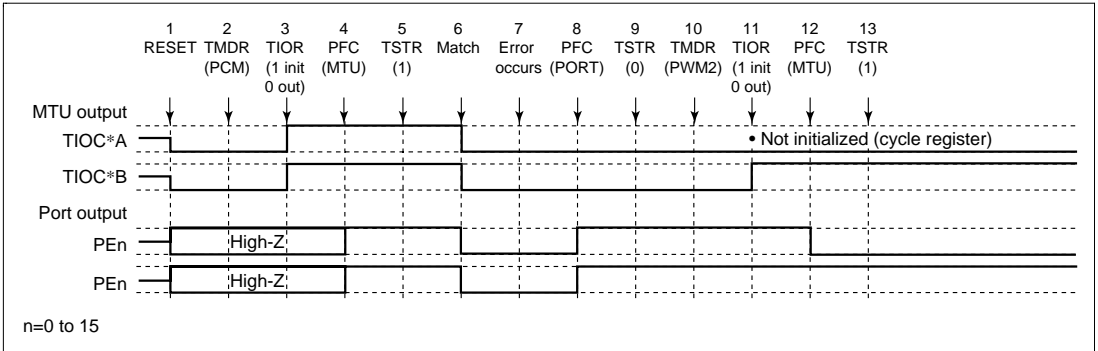 1 2 3 4 5 6 7 8 9 10 11 12 13
RESET TMDR TIOR PFC TSTR Match Error PFC TSTR TMDR TIOR PFC TSTR
(PCM) (1 init (MTU) (1) occurs (PORT) (0) (PWM2) (1 init (MTU) (1)
0 out) 0 out)
MTU output
TIOC*A • Not initialized (cycle register)
TIOC*B
Port output
PEn High-Z
PEn High-Z
n=0 to 15